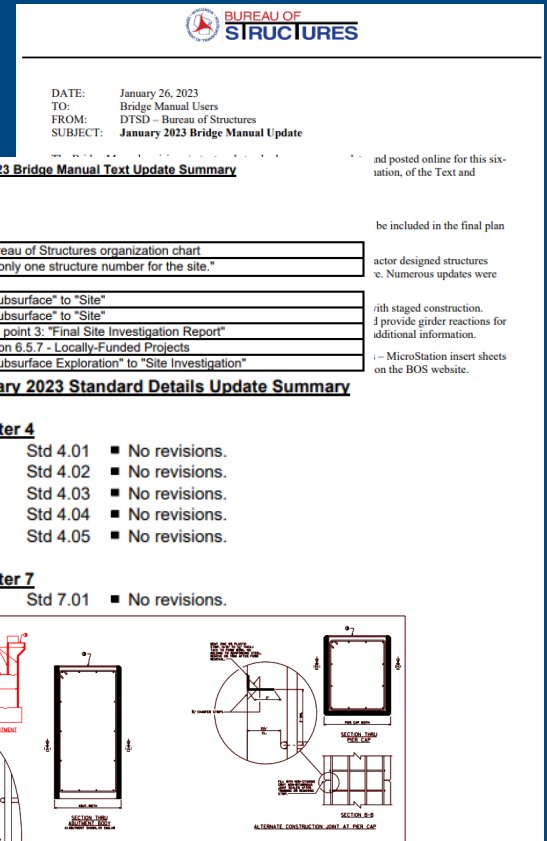 BUREAU OF
STRUCTURES
DATE: January 26, 2023
TO: Bridge Manual Users
FROM: DTSD – Bureau of Structures
SUBJECT: January 2023 Bridge Manual Update
and posted online for this six-
23 Bridge Manual Text Update Summary
nation, of the Text and
be included in the final plan
eau of Structures organization chart
only one structure number for the site."
actor designed structures
re. Numerous updates were
ubsurface" to "Site"
ubsurface" to "Site"
point 3: "Final Site Investigation Report"
on 6.5.7 - Locally-Funded Projects
ubsurface Exploration" to "Site Investigation"
with staged construction.
d provide girder reactions for
additional information.
s – MicroStation insert sheets
on the BOS website.
ary 2023 Standard Details Update Summary
ter 4
Std 4.01 ■ No revisions.
Std 4.02 ■ No revisions.
Std 4.03 ■ No revisions.
Std 4.04 ■ No revisions.
Std 4.05 ■ No revisions.
ter 7
Std 7.01 ■ No revisions.
TMENT
SECTION THRU
ABUTMENT BODY
PIER CAP WIDTH
SECTION THRU
PIER CAP
SECTION B-B
ALTERNATE CONSTRUCTION JOINT AT PIER CAP